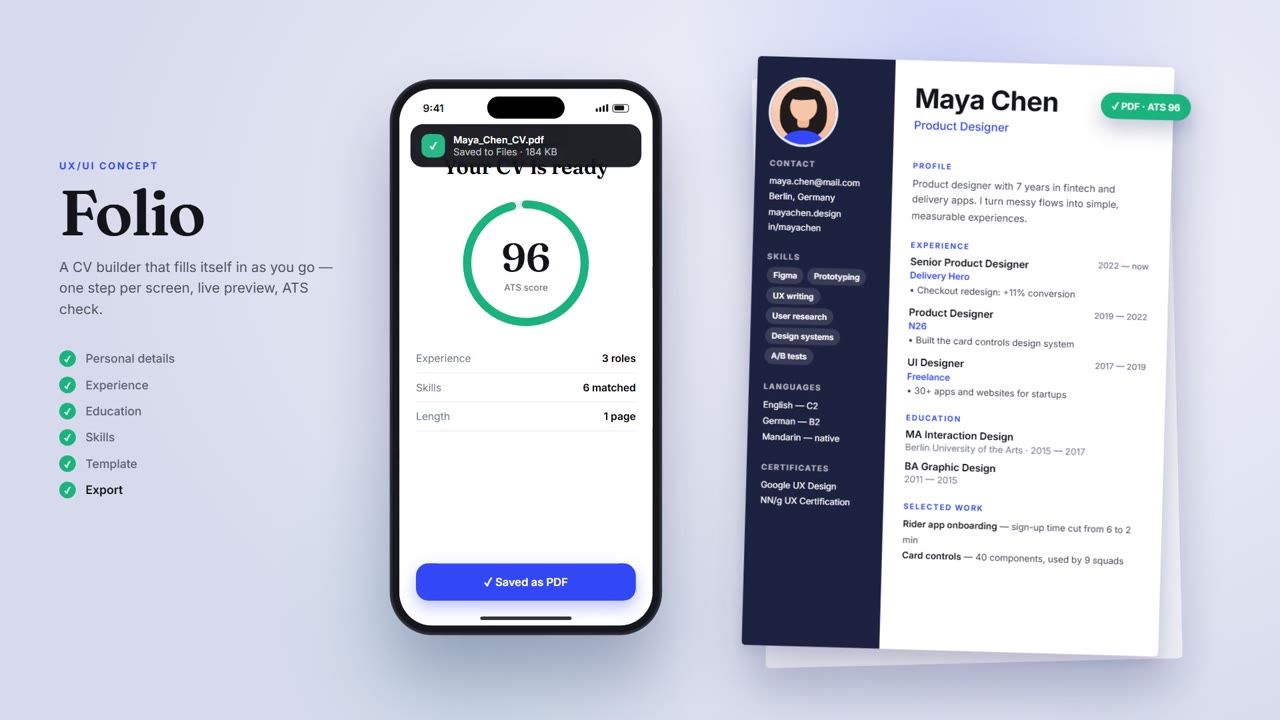 UX/UI CONCEPT
Folio
A CV builder that fills itself in as you go —
one step per screen, live preview, ATS
check.
Personal details
Experience
Education
Skills
Template
Export
9:41
Maya_Chen_CV.pdf
Saved to Files · 184 KB
Your CV is ready
96
ATS score
Experience 3 roles
Skills 6 matched
Length 1 page
✓ Saved as PDF
✓ PDF · ATS 96
CONTACT
maya.chen@mail.com
Berlin, Germany
mayachen.design
in/mayachen
SKILLS
Figma Prototyping
UX writing
User research
Design systems
A/B tests
LANGUAGES
English — C2
German — B2
Mandarin — native
CERTIFICATES
Google UX Design
NN/g UX Certification
Maya Chen
Product Designer
PROFILE
Product designer with 7 years in fintech and
delivery apps. I turn messy flows into simple,
measurable experiences.
EXPERIENCE
Senior Product Designer 2022 — now
Delivery Hero
• Checkout redesign: +11% conversion
Product Designer 2019 — 2022
N26
• Built the card controls design system
UI Designer 2017 — 2019
Freelance
• 30+ apps and websites for startups
EDUCATION
MA Interaction Design
Berlin University of the Arts · 2015 — 2017
BA Graphic Design
2011 — 2015
SELECTED WORK
Rider app onboarding — sign-up time cut from 6 to 2
min
Card controls — 40 components, used by 9 squads